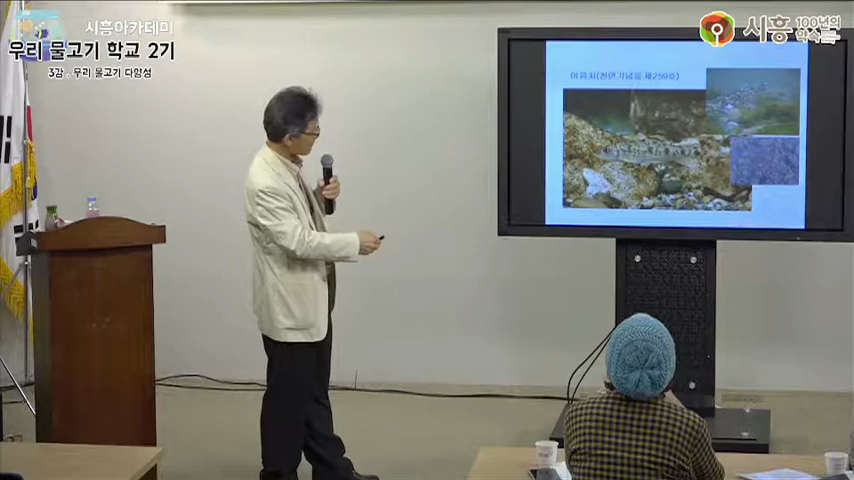 시흥아카데미
우리 물고기 학교 2기
3강. 우리 물고기 다양성
시흥 100년의
약속
어름치(천연기념물 제259호)